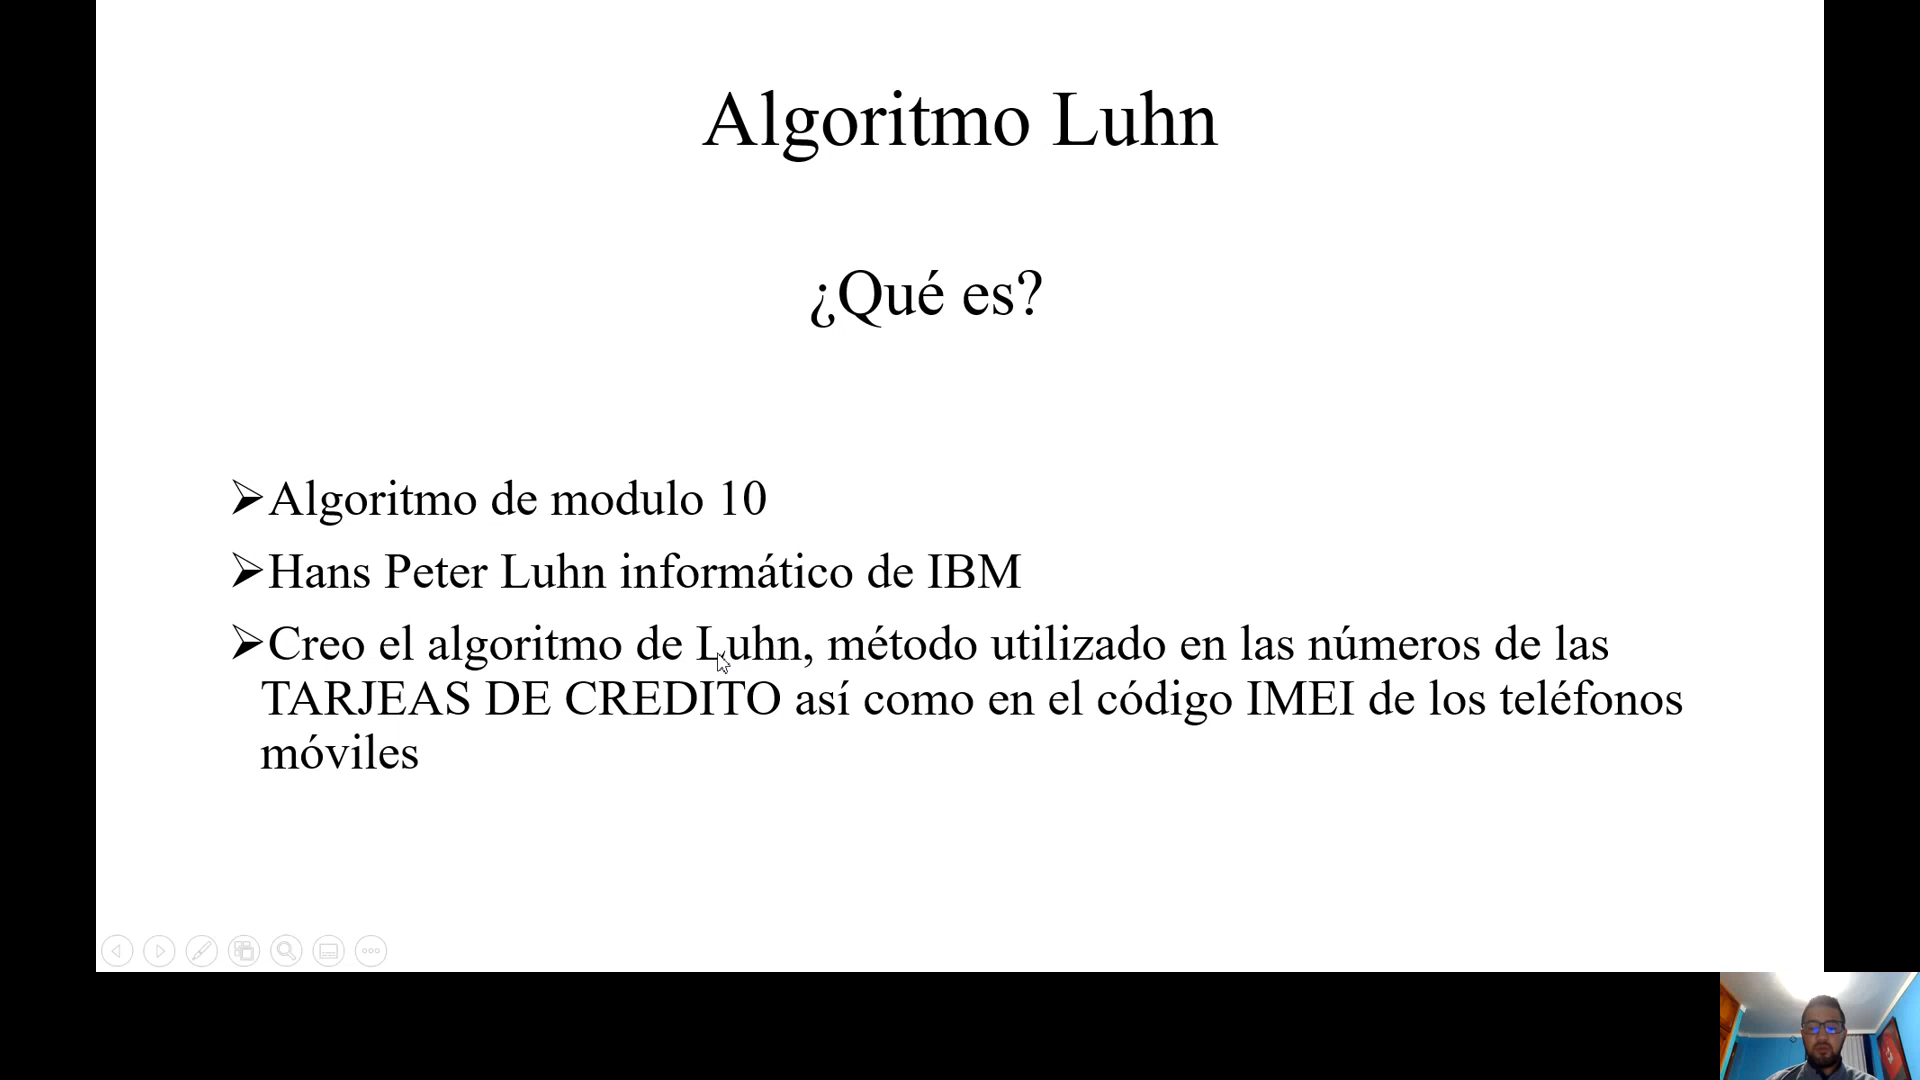 Algoritmo Luhn
¿Qué es?
➢Algoritmo de modulo 10
➢Hans Peter Luhn informático de IBM
➢Creo el algoritmo de Luhn, método utilizado en las números de las
TARJEAS DE CREDITO así como en el código IMEI de los teléfonos
móviles